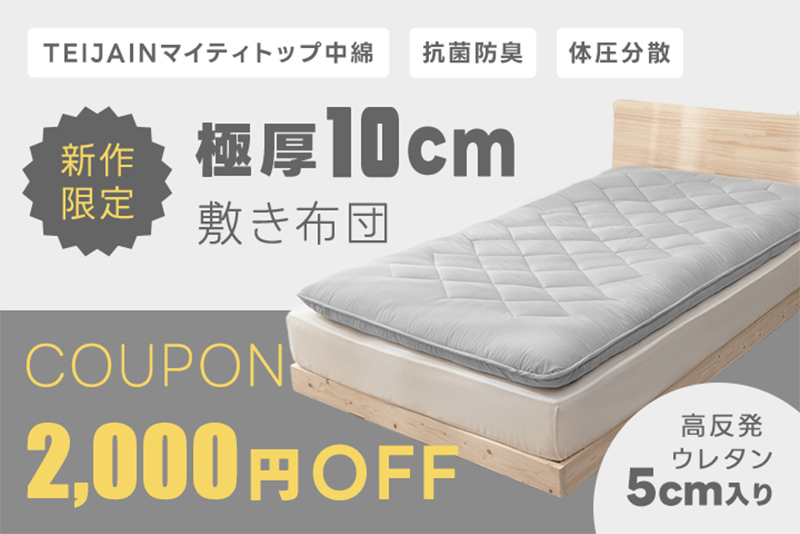 TEIJAINマイティトップ中綿
抗菌防臭
体圧分散
新作
限定
極厚10cm
敷き布団
COUPON
2,000円OFF
高反発
ウレタン
5cm入り